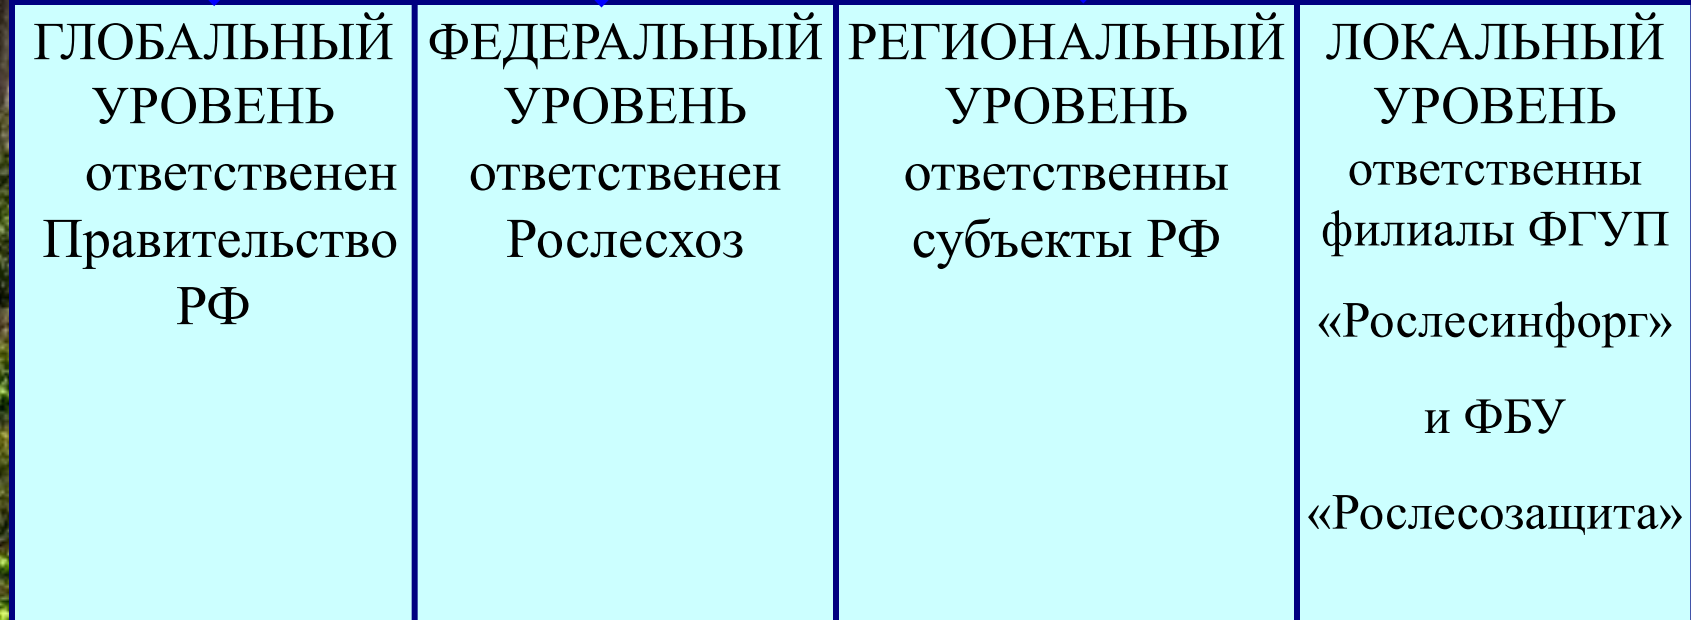 ГЛОБАЛЬНЫЙ
УРОВЕНЬ
ответственен
Правительство
РФ
ФЕДЕРАЛЬНЫЙ
УРОВЕНЬ
ответственен
Рослесхоз
РЕГИОНАЛЬНЫЙ
УРОВЕНЬ
ответственны
субъекты РФ
ЛОКАЛЬНЫЙ
УРОВЕНЬ
ответственны
филиалы ФГУП
«Рослесинфорг»
и ФБУ
«Рослесозащита»